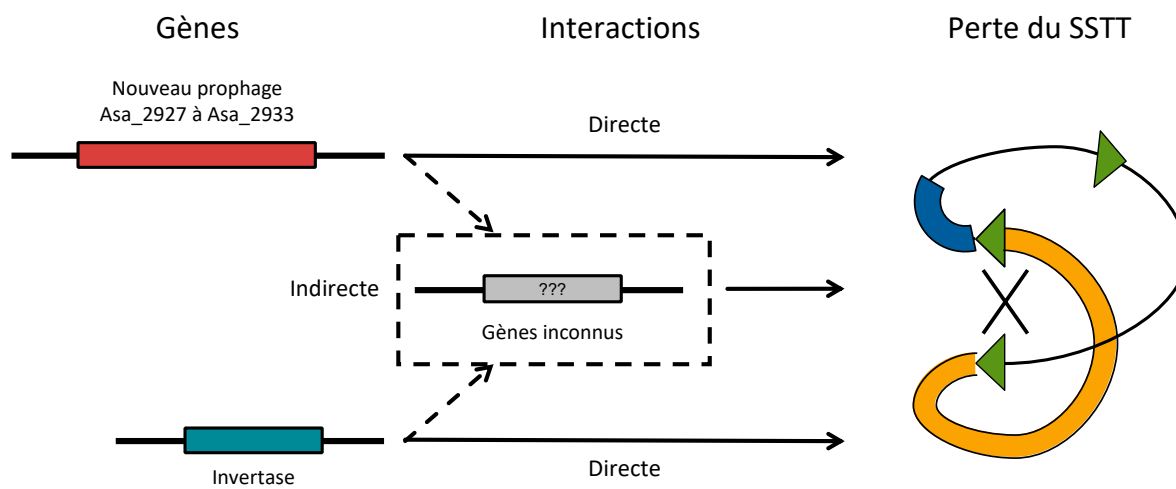 Gènes
Interactions
Perte du SSTT
Nouveau prophage
Asa_2927 à Asa_2933
Directe
Indirecte
???
Gènes inconnus
Invertase
Directe